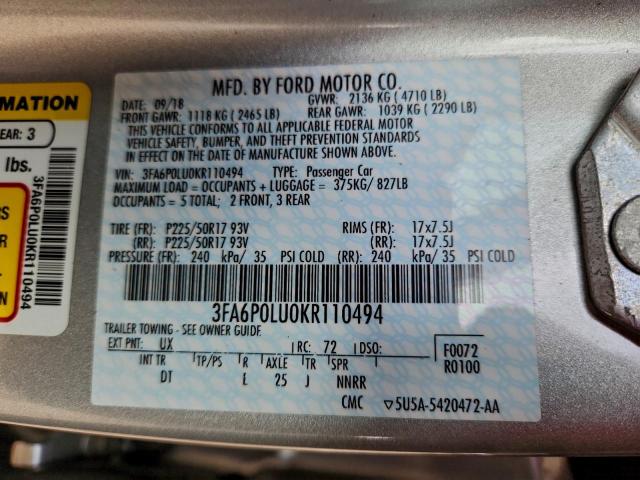 MFD. BY FORD MOTOR CO.
DATE: 09/18 GVWR: 2136 KG ( 4710 LB)
FRONT GAWR: 1118 KG ( 2465 LB) REAR GAWR: 1039 KG ( 2290 LB)
THIS VEHICLE CONFORMS TO ALL APPLICABLE FEDERAL MOTOR
VEHICLE SAFETY, BUMPER, AND THEFT PREVENTION STANDARDS
IN EFFECT ON THE DATE OF MANUFACTURE SHOWN ABOVE.
VIN: 3FA6P0LU0KR110494 TYPE: Passenger Car
MAXIMUM LOAD = OCCUPANTS + LUGGAGE = 375KG/ 827LB
OCCUPANTS = 5 TOTAL; 2 FRONT, 3 REAR
TIRE (FR): P225/50R17 93V RIMS (FR): 17x7.5J
(RR): P225/50R17 93V (RR): 17x7.5J
PRESSURE (FR): 240 kPa/ 35 PSI COLD (RR): 240 kPa/ 35 PSI COLD
3FA6P0LU0KR110494
TRAILER TOWING - SEE OWNER GUIDE.
EXT PNT: UX RC: 72 DSO: F0072
R0100
INT TR TP/PS R AXLE TR SPR
DT 25 J NNRR
CMC ▽5U5A-5420472-AA
RMATION
EAR: 3
lbs.
3FA6P0LU0KR110494